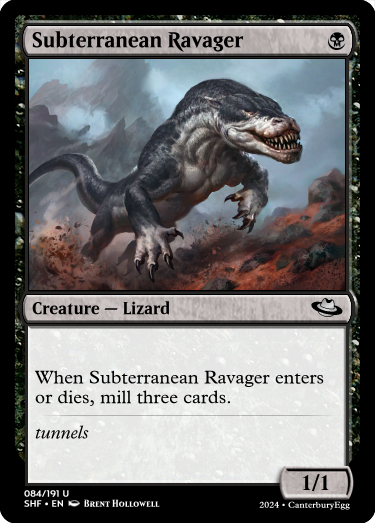 Subterranean Ravager
Creature — Lizard
When Subterranean Ravager enters
or dies, mill three cards.
tunnels
1/1
084/191 U
SHF • EN Brent Hollowell
2024 • CanterburyEgg